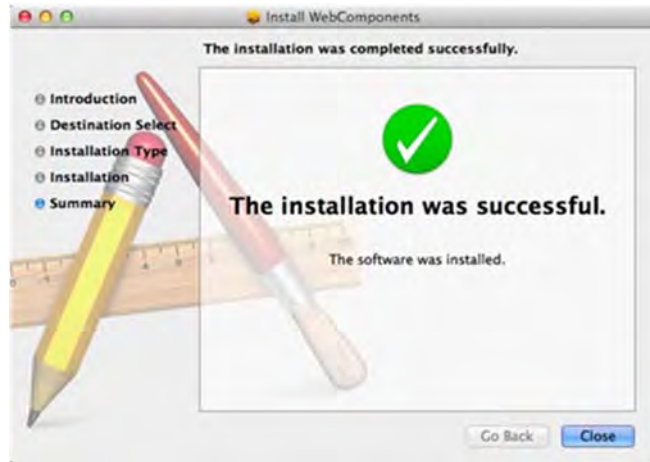 Install WebComponents
The installation was completed successfully.
Introduction
Destination Select
Installation Type
Installation
Summary
The installation was successful.
The software was installed.
Go Back
Close